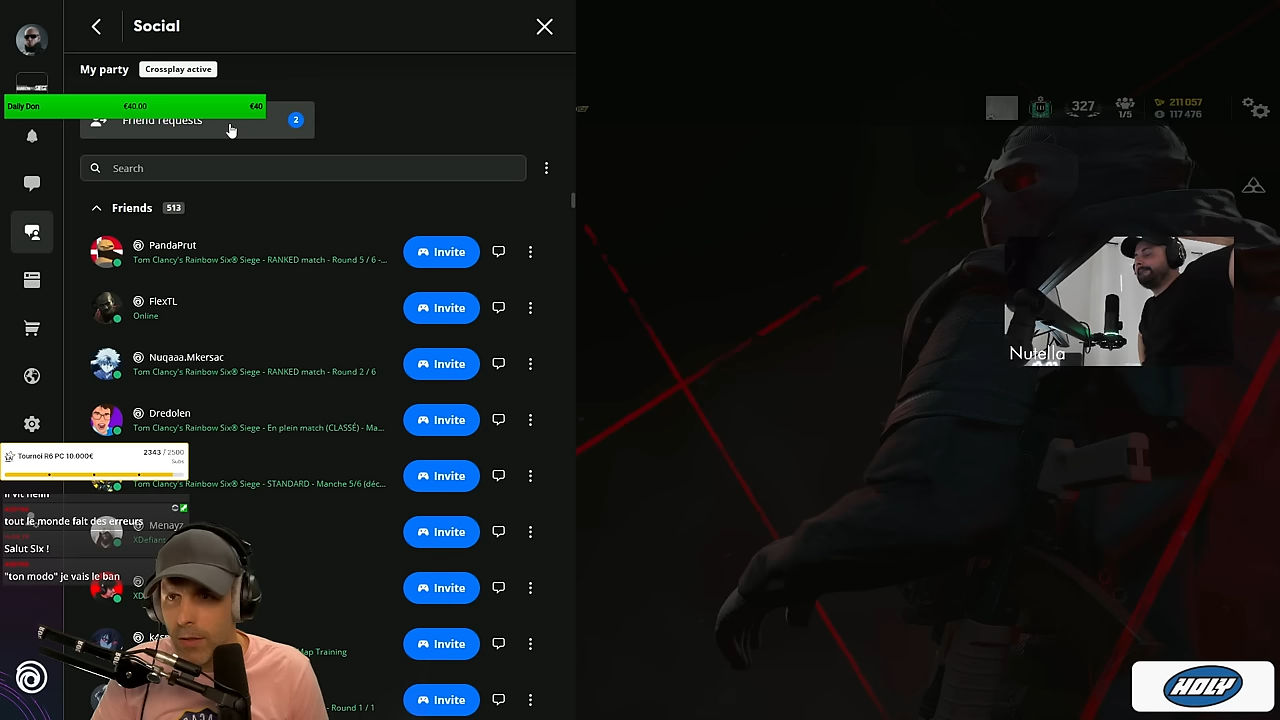 Social
My party
Crossplay active
Daily Don €40.00 €40
Friend requests
2
Search
Friends 513
PandaPrut
Tom Clancy's Rainbow Six® Siege - RANKED match - Round 5 / 6 -...
Invite
FlexTL
Online
Invite
Nuqaaa.Mkersac
Tom Clancy's Rainbow Six® Siege - RANKED match - Round 2 / 6
Invite
Dredolen
Tom Clancy's Rainbow Six® Siege - En plein match (CLASSÉ) - Ma...
Invite
Tournoi R6 PC 10.000€
2343 / 2500
Subs
Tom Clancy's Rainbow Six® Siege - STANDARD - Manche 5/6 (déc...
Invite
tout le monde fait des erreurs
Menayz
XDefian
Invite
Salut SIx !
"ton modo" je vais le ban
XD
Invite
Map Training
Invite
- Round 1 / 1
Invite
327
1/5
211 057
117 476
Nutella
HOLY